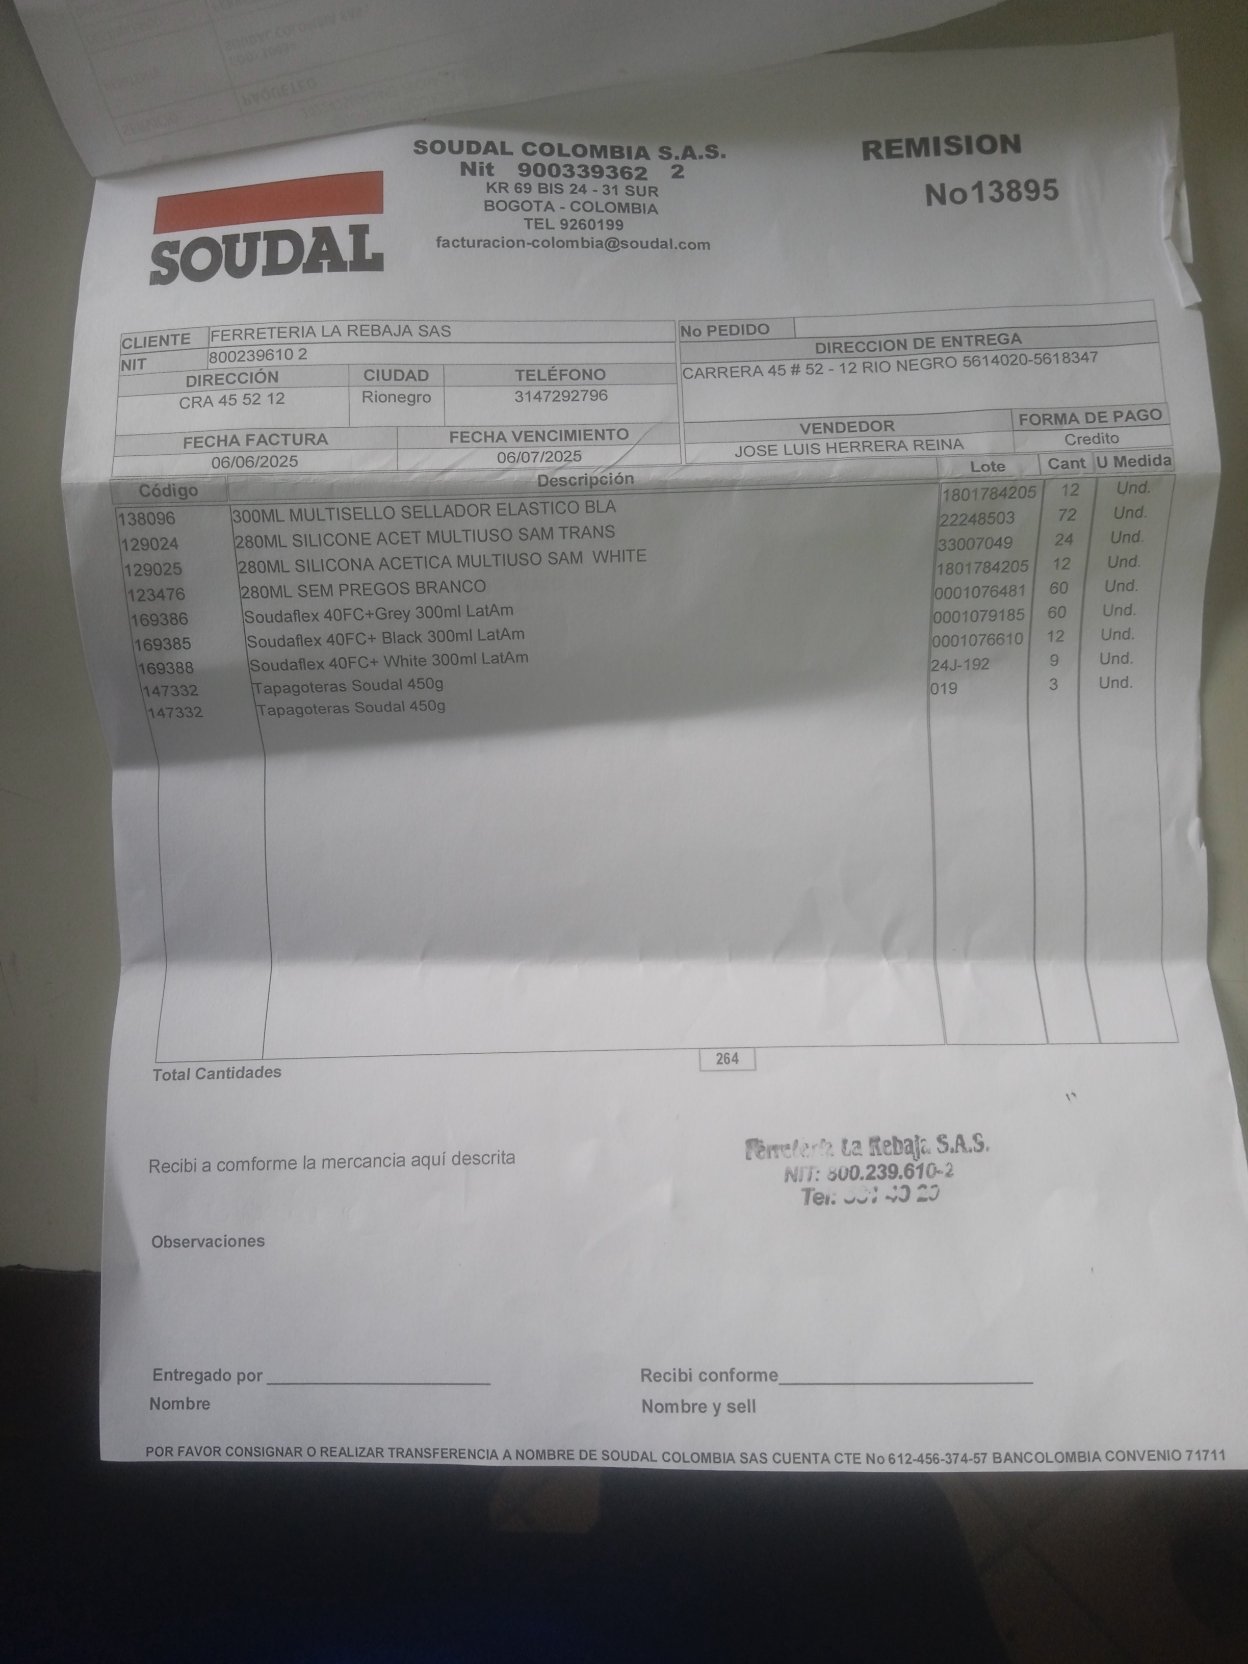 SOUDAL COLOMBIA S.A.S.
Nit 900339362 2
KR 69 BIS 24 - 31 SUR
BOGOTA - COLOMBIA
TEL 9260199
facturacion-colombia@soudal.com
REMISION
No13895
SOUDAL
CLIENTE FERRETERIA LA REBAJA SAS
NIT 800239610 2
DIRECCIÓN CIUDAD TELÉFONO
CRA 45 52 12 Rionegro 3147292796
FECHA FACTURA FECHA VENCIMIENTO
06/06/2025 06/07/2025
No PEDIDO
DIRECCION DE ENTREGA
CARRERA 45 # 52 - 12 RIO NEGRO 5614020-5618347
VENDEDOR FORMA DE PAGO
JOSE LUIS HERRERA REINA Credito
Código Descripción Lote Cant U Medida
138096 300ML MULTISELLO SELLADOR ELASTICO BLA 1801784205 12 Und.
129024 280ML SILICONE ACET MULTIUSO SAM TRANS 22248503 72 Und.
129025 280ML SILICONA ACETICA MULTIUSO SAM WHITE 33007049 24 Und.
123476 280ML SEM PREGOS BRANCO 1801784205 12 Und.
169386 Soudaflex 40FC+Grey 300ml LatAm 0001076481 60 Und.
169385 Soudaflex 40FC+ Black 300ml LatAm 0001079185 60 Und.
169388 Soudaflex 40FC+ White 300ml LatAm 0001076610 12 Und.
147332 Tapagoteras Soudal 450g 24J-192 9 Und.
147332 Tapagoteras Soudal 450g 019 3 Und.
Total Cantidades 264
Recibi a comforme la mercancia aquí descrita
Ferretería La Rebaja S.A.S.
NIT: 800.239.610-2
Tel:
Observaciones
Entregado por
Nombre
Recibi conforme
Nombre y sell
POR FAVOR CONSIGNAR O REALIZAR TRANSFERENCIA A NOMBRE DE SOUDAL COLOMBIA SAS CUENTA CTE No 612-456-374-57 BANCOLOMBIA CONVENIO 71711